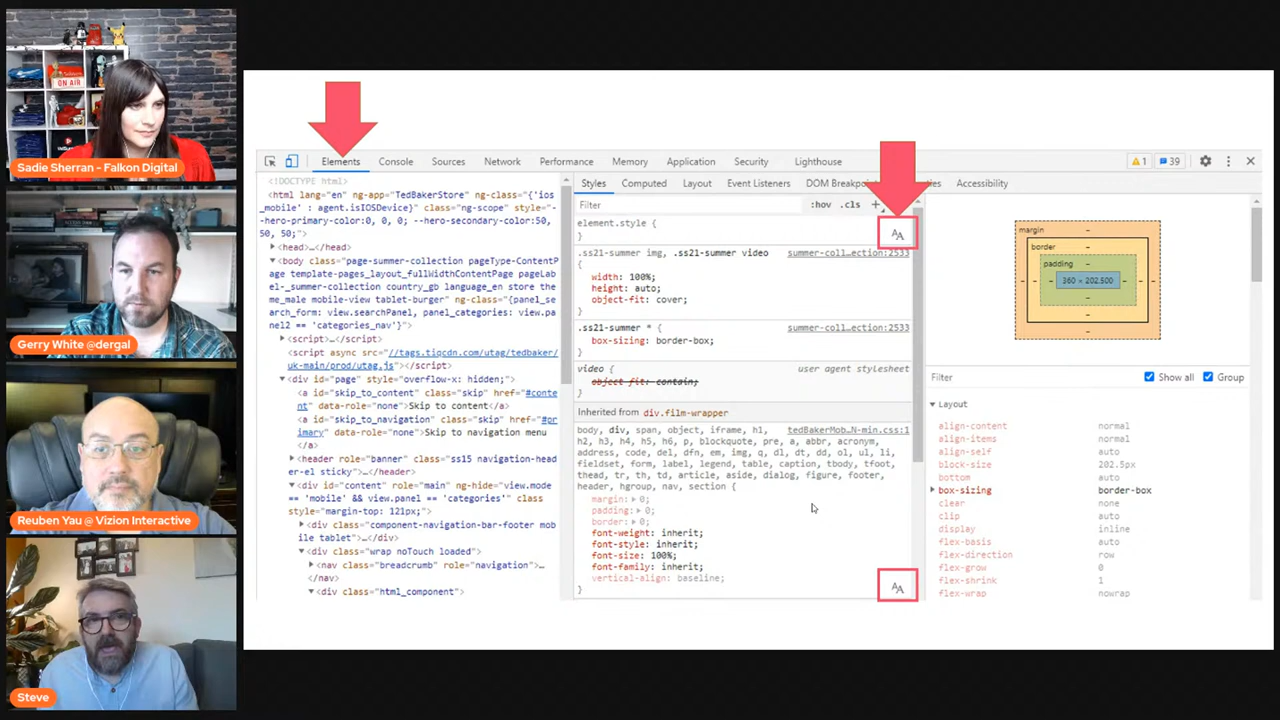 ON AIR
Sadie Sherran - Falkon Digital
Gerry White @dergal
Reuben Yau @ Vizion Interactive
Steve
Elements Console Sources Network Performance Memory Application Security Lighthouse 1 39
<!DOCTYPE html>
<html lang="en" ng-app="TedBakerStore" ng-class="{'ios
_mobile' : agent.isIOSDevice}" class="ng-scope" style="-
-hero-primary-color:0, 0, 0; --hero-secondary-color:50,
50, 50);">
<head>…</head>
<body class="page-summer-collection pageType-ContentP
age template-pages_layout_fullWidthContentPage pageLab
el-_summer-collection country_gb language_en store the
me_male mobile-view tablet-burger" ng-class="{panel_se
arch_form: view.searchPanel, panel_categories: view.pa
nel2 == 'categories_nav'}">
<script>…</script>
<script async src="//tags.tiqcdn.com/utag/tedbaker/
uk-main/prod/utag.js"></script>
<div id="page" style="overflow-x: hidden;">
<a id="skip_to_content" class="skip" href="#conte
nt" data-role="none">Skip to content</a>
<a id="skip_to_navigation" class="skip" href="#pr
imary" data-role="none">Skip to navigation menu
</a>
<header role="banner" class="ss15 navigation-head
er-el sticky">…</header>
<div id="content" role="main" ng-hide="view.mode
== 'mobile' && view.panel == 'categories'" class
style="margin-top: 121px;">
<div class="component-navigation-bar-footer mob
ile tablet">…</div>
<div class="wrap noTouch loaded">
<nav class="breadcrumb" role="navigation">…
</nav>
<div class="html_component">
Styles Computed Layout Event Listeners DOM Breakpoints Properties Accessibility
Filter :hov .cls +
element.style {
}
AA
.ss21-summer img, .ss21-summer video summer-coll…ection:2533
{
width: 100%;
height: auto;
object-fit: cover;
}
.ss21-summer * { summer-coll…ection:2533
box-sizing: border-box;
}
video { user agent stylesheet
object-fit: contain;
}
Inherited from div.film-wrapper
body, div, span, object, iframe, h1, tedBakerMob…N-min.css:1
h2, h3, h4, h5, h6, p, blockquote, pre, a, abbr, acronym,
address, code, del, dfn, em, img, q, dl, dt, dd, ol, ul, li,
fieldset, form, label, legend, table, caption, tbody, tfoot,
thead, tr, th, td, article, aside, dialog, figure, footer,
header, hgroup, nav, section {
margin: 0;
padding: 0;
border: 0;
font-weight: inherit;
font-style: inherit;
font-size: 100%;
font-family: inherit;
vertical-align: baseline;
}
AA
margin -
border -
padding -
- - - 360 × 202.500 - - -
-
-
-
Filter Show all Group
Layout
align-content normal
align-items normal
align-self auto
block-size 202.5px
bottom auto
box-sizing border-box
clear none
clip auto
display inline
flex-basis auto
flex-direction row
flex-grow 0
flex-shrink 1
flex-wrap nowrap